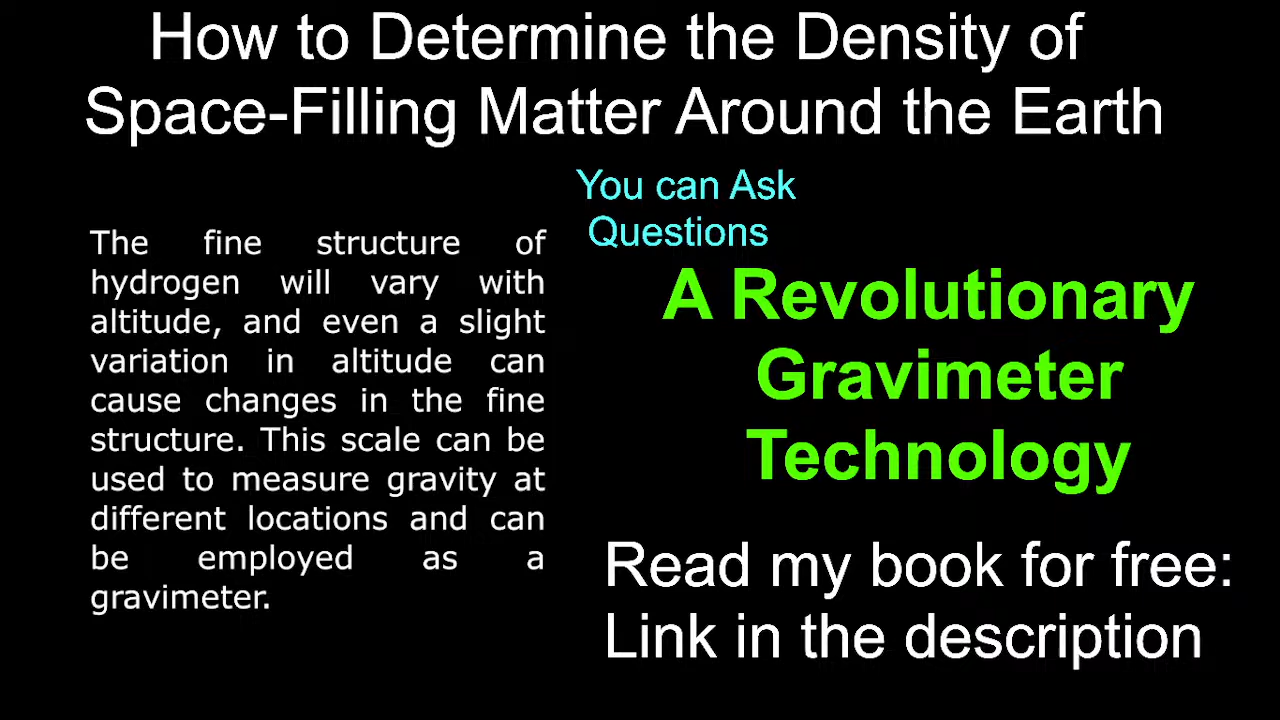 How to Determine the Density of
Space-Filling Matter Around the Earth
You can Ask
Questions
The fine structure of
hydrogen will vary with
altitude, and even a slight
variation in altitude can
cause changes in the fine
structure. This scale can be
used to measure gravity at
different locations and can
be employed as a
gravimeter.
A Revolutionary
Gravimeter
Technology
Read my book for free:
Link in the description